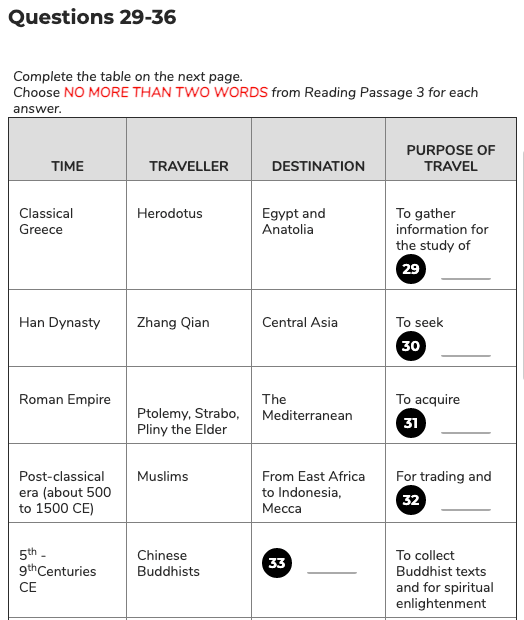 Questions 29-36
Complete the table on the next page.
Choose NO MORE THAN TWO WORDS from Reading Passage 3 for each
answer.
TIME
TRAVELLER
DESTINATION
PURPOSE OF
TRAVEL
Classical
Greece
Herodotus
Egypt and
Anatolia
To gather
information for
the study of
29 ______
Han Dynasty
Zhang Qian
Central Asia
To seek
30 ______
Roman Empire
Ptolemy, Strabo,
Pliny the Elder
The
Mediterranean
To acquire
31 ______
Post-classical
era (about 500
to 1500 CE)
Muslims
From East Africa
to Indonesia,
Mecca
For trading and
32 ______
5th -
9thCenturies
CE
Chinese
Buddhists
33 ______
To collect
Buddhist texts
and for spiritual
enlightenment